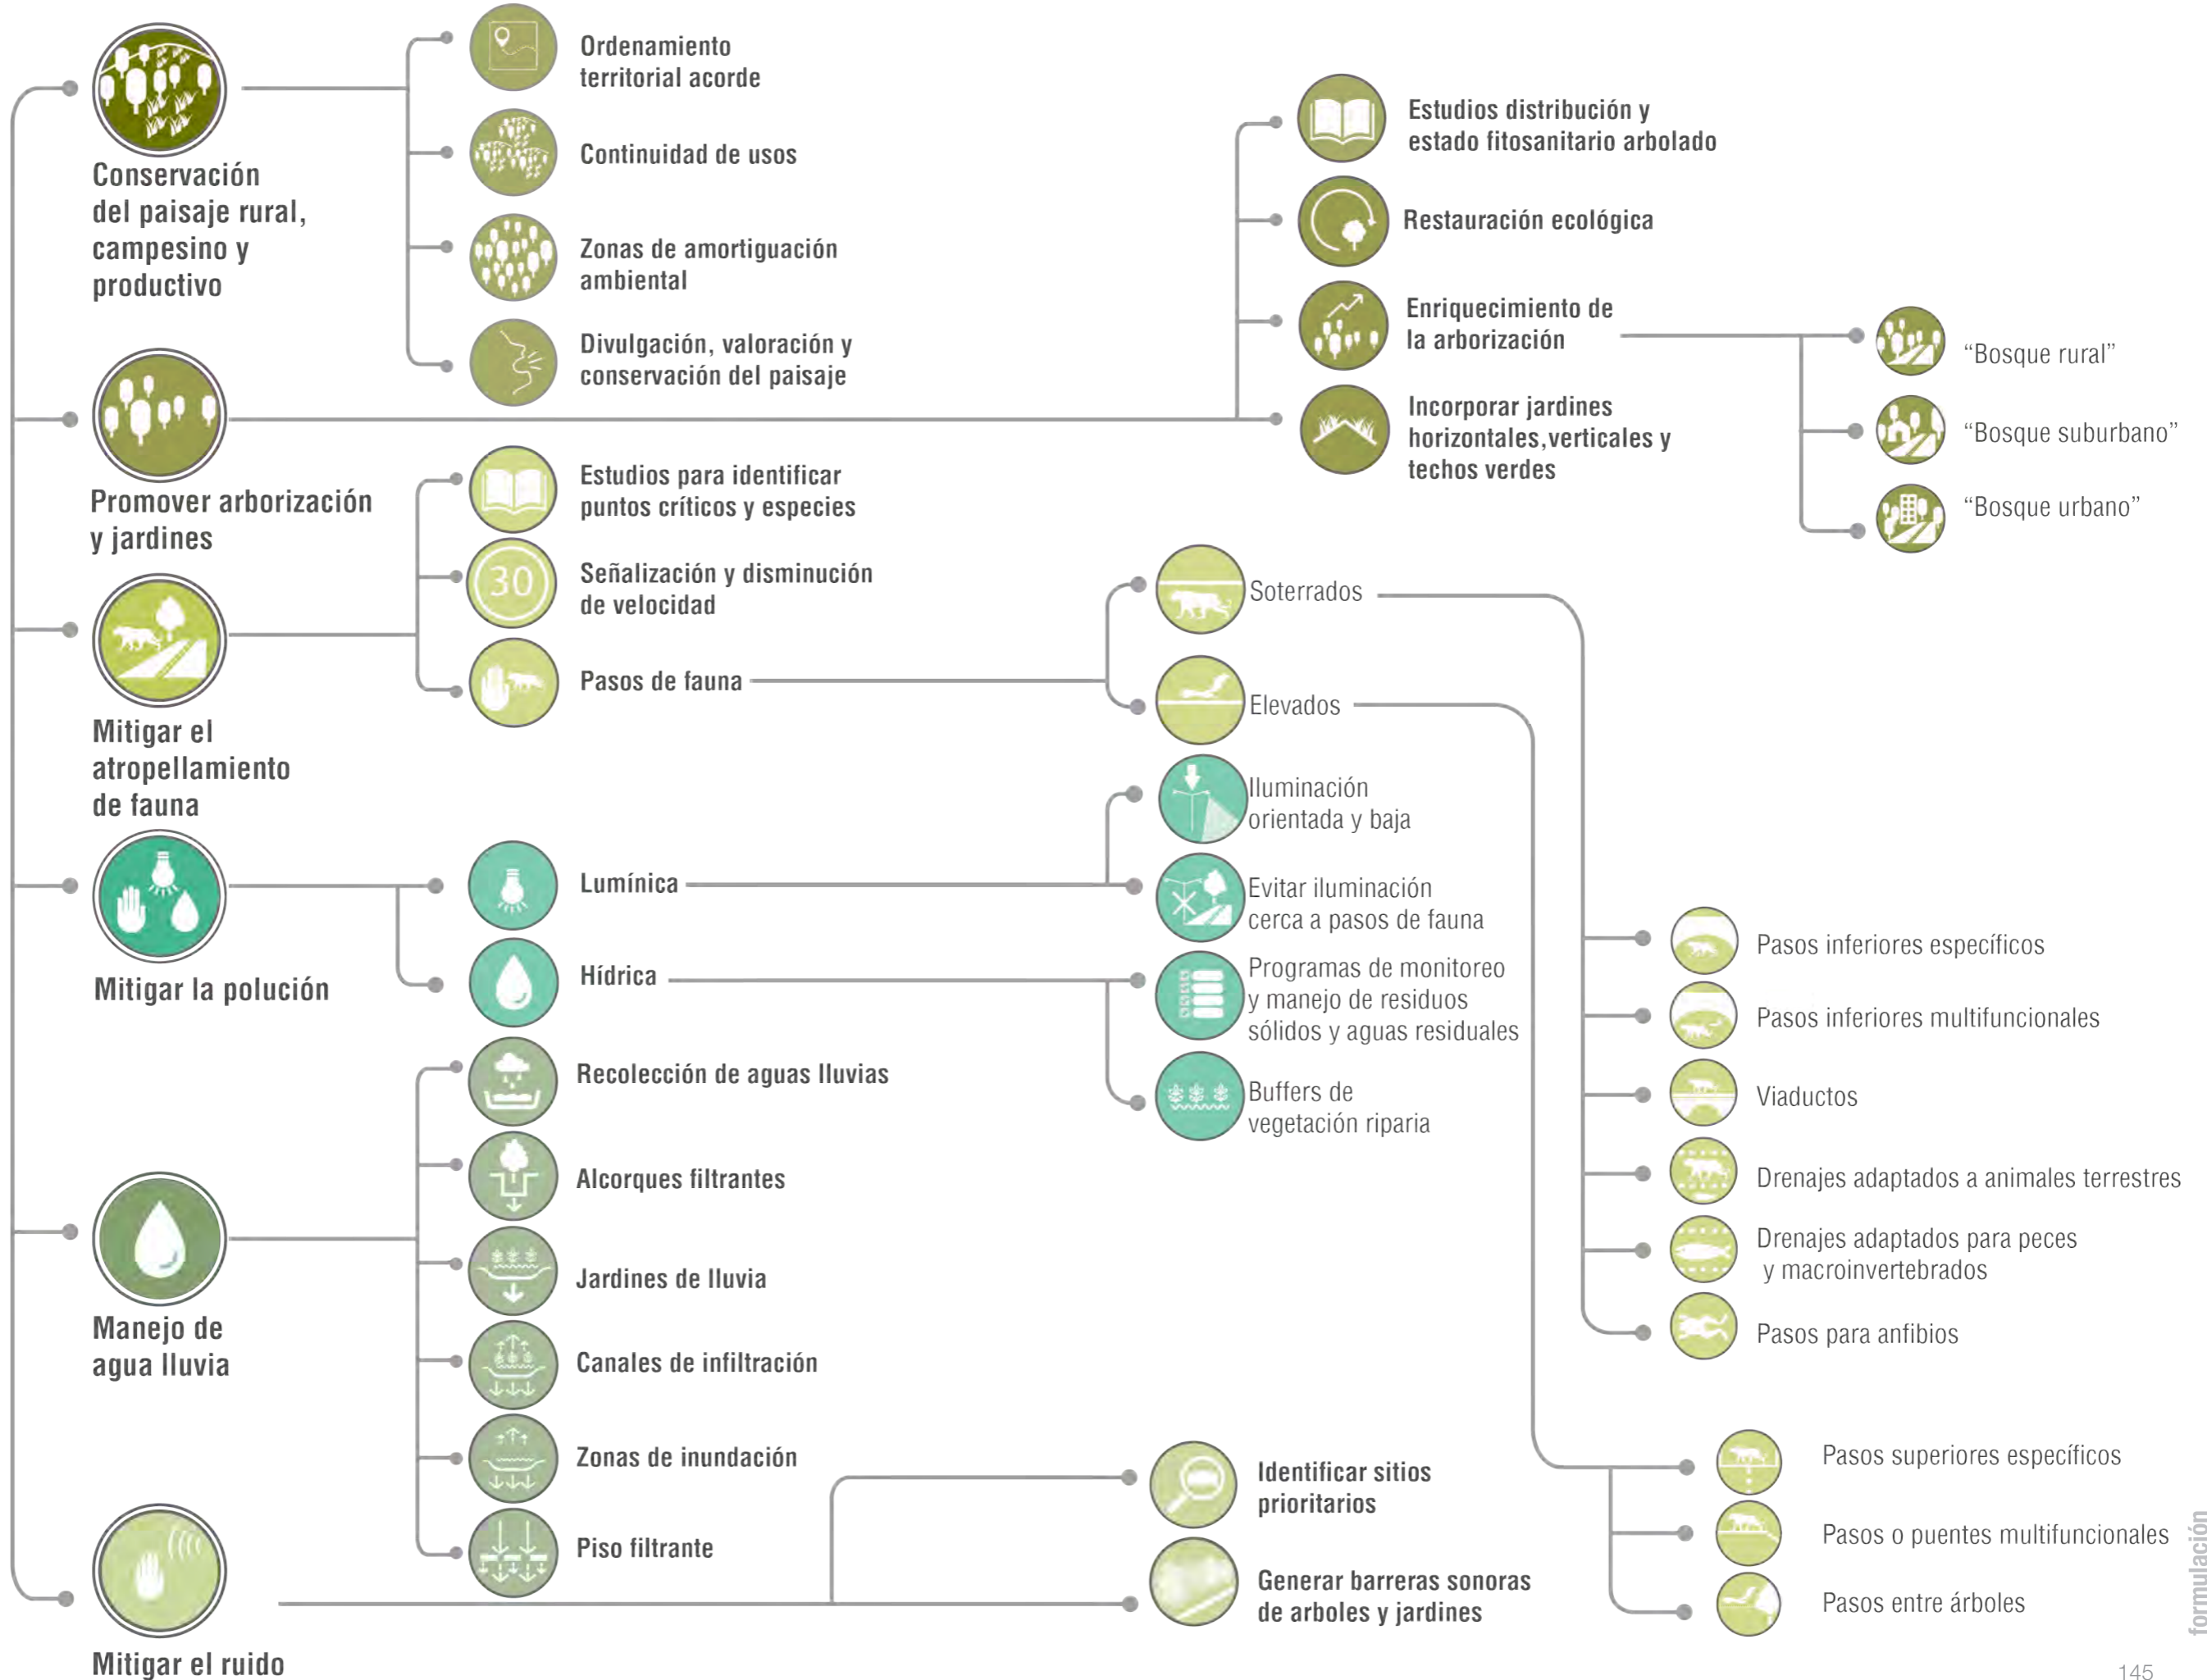 Conservación
del paisaje rural,
campesino y
productivo
Ordenamiento
territorial acorde
Continuidad de usos
Zonas de amortiguación
ambiental
Divulgación, valoración y
conservación del paisaje
Promover arborización
y jardines
Estudios distribución y
estado fitosanitario arbolado
Restauración ecológica
Enriquecimiento de
la arborización
“Bosque rural”
“Bosque suburbano”
“Bosque urbano”
Incorporar jardines
horizontales,verticales y
techos verdes
Mitigar el
atropellamiento
de fauna
Estudios para identificar
puntos críticos y especies
30
Señalización y disminución
de velocidad
Pasos de fauna
Soterrados
Elevados
Pasos inferiores específicos
Pasos inferiores multifuncionales
Viaductos
Drenajes adaptados a animales terrestres
Drenajes adaptados para peces
y macroinvertebrados
Pasos para anfibios
Pasos superiores específicos
Pasos o puentes multifuncionales
Pasos entre árboles
Mitigar la polución
Lumínica
Iluminación
orientada y baja
Evitar iluminación
cerca a pasos de fauna
Hídrica
Programas de monitoreo
y manejo de residuos
sólidos y aguas residuales
Buffers de
vegetación riparia
Manejo de
agua lluvia
Recolección de aguas lluvias
Alcorques filtrantes
Jardines de lluvia
Canales de infiltración
Zonas de inundación
Piso filtrante
Mitigar el ruido
Identificar sitios
prioritarios
Generar barreras sonoras
de arboles y jardines
formulación
145